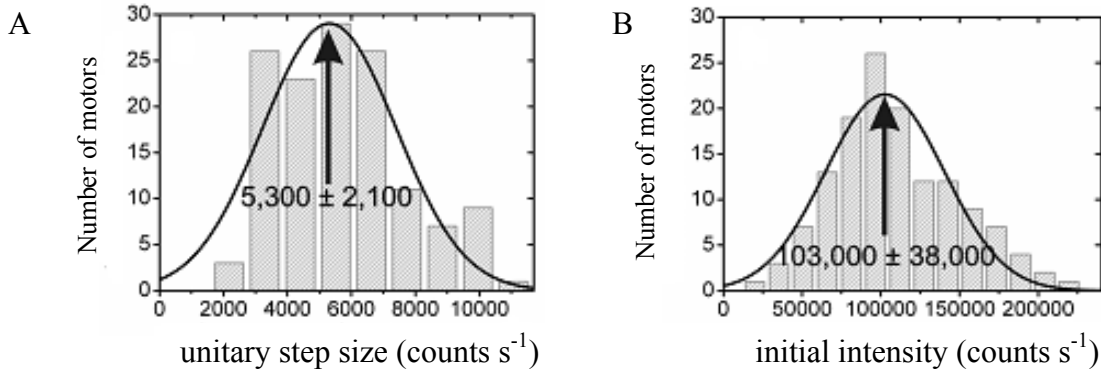 A
Number of motors
30
25
20
15
10
5
0
5,300 ± 2,100
0 2000 4000 6000 8000 10000
unitary step size (counts s⁻¹)
B
Number of motors
30
25
20
15
10
5
0
103,000 ± 38,000
0 50000 100000 150000 200000
initial intensity (counts s⁻¹)